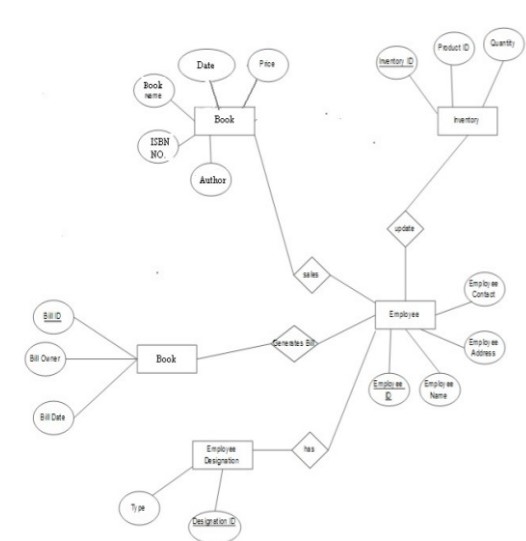 Date
Price
Book
name
Book
ISBN
NO.
Author
Inventory ID
Product ID
Quantity
Inventory
update
sales
Employee
Contact
Employee
Employee
Address
Employee
ID
Employee
Name
Bill ID
Bill Owner
Bill Date
Book
Generates Bill
Employee
Designation
has
Type
Designation ID